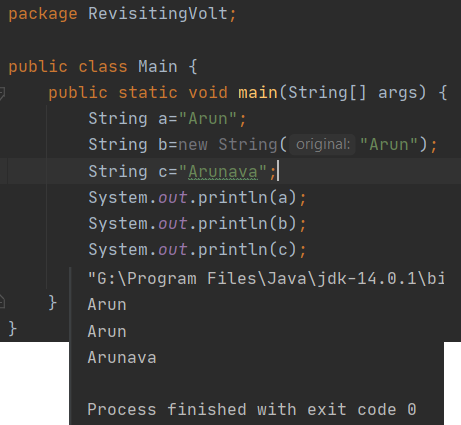 package RevisitingVolt;
public class Main {
public static void main(String[] args) {
String a="Arun";
String b=new String( original: "Arun");
String c="Arunava";
System.out.println(a);
System.out.println(b);
System.out.println(c);
}
}
"G:\Program Files\Java\jdk-14.0.1\bi
Arun
Arun
Arunava
Process finished with exit code 0